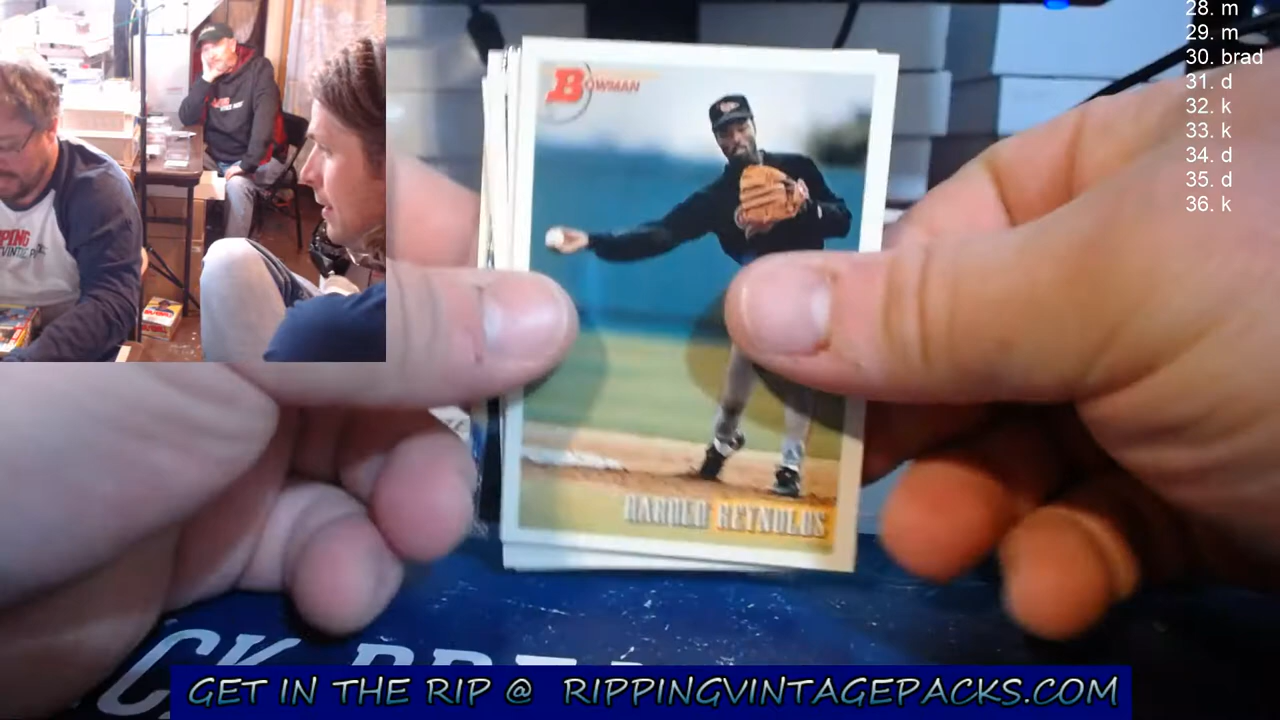 28. m
29. m
30. brad
31. d
32. k
33. k
34. d
35. d
36. k
BOWMAN
HAROLD REYNOLDS
GET IN THE RIP @ RIPPINGVINTAGEPACKS.COM